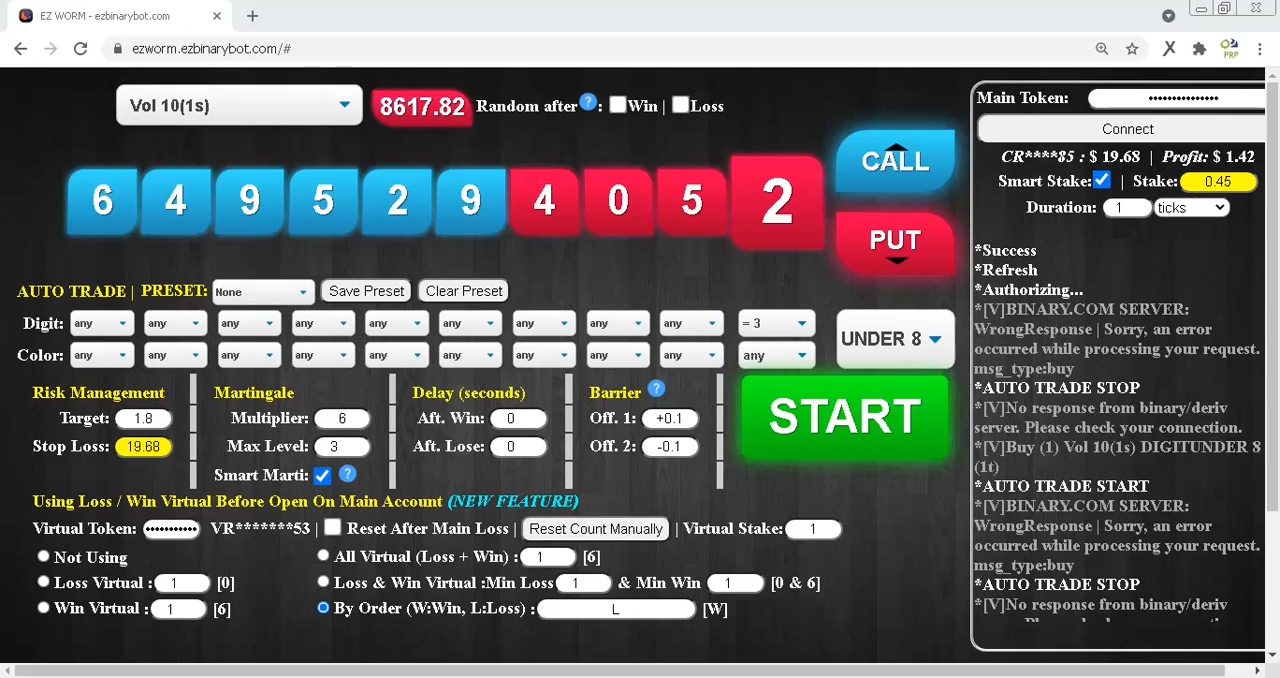 EZ WORM - ezbinarybot.com
ezworm.ezbinarybot.com/#
X
PRP
Vol 10(1s)
8617.82
Random after ? : Win | Loss
6 4 9 5 2 9 4 0 5 2
CALL
PUT
AUTO TRADE | PRESET: None Save Preset Clear Preset
Digit: any any any any any any any any any = 3
Color: any any any any any any any any any any
UNDER 8
START
Risk Management Martingale Delay (seconds) Barrier ?
Target: 1.8 Multiplier: 6 Aft. Win: 0 Off. 1: +0.1
Stop Loss: 19.68 Max Level: 3 Aft. Lose: 0 Off. 2: -0.1
Smart Marti: ?
Using Loss / Win Virtual Before Open On Main Account (NEW FEATURE)
Virtual Token: VR*******53 | Reset After Main Loss | Reset Count Manually | Virtual Stake: 1
Not Using All Virtual (Loss + Win) : 1 [6]
Loss Virtual : 1 [0] Loss & Win Virtual :Min Loss 1 & Min Win 1 [0 & 6]
Win Virtual : 1 [6] By Order (W:Win, L:Loss) : L [W]
Main Token:
Connect
CR****85 : $ 19.68 | Profit: $ 1.42
Smart Stake: | Stake: 0.45
Duration: 1 ticks
*Success
*Refresh
*Authorizing...
*[V]BINARY.COM SERVER:
WrongResponse | Sorry, an error
occurred while processing your request.
msg_type:buy
*AUTO TRADE STOP
*[V]No response from binary/deriv
server. Please check your connection.
*[V]Buy (1) Vol 10(1s) DIGITUNDER 8
(1t)
*AUTO TRADE START
*[V]BINARY.COM SERVER:
WrongResponse | Sorry, an error
occurred while processing your request.
msg_type:buy
*AUTO TRADE STOP
*[V]No response from binary/deriv